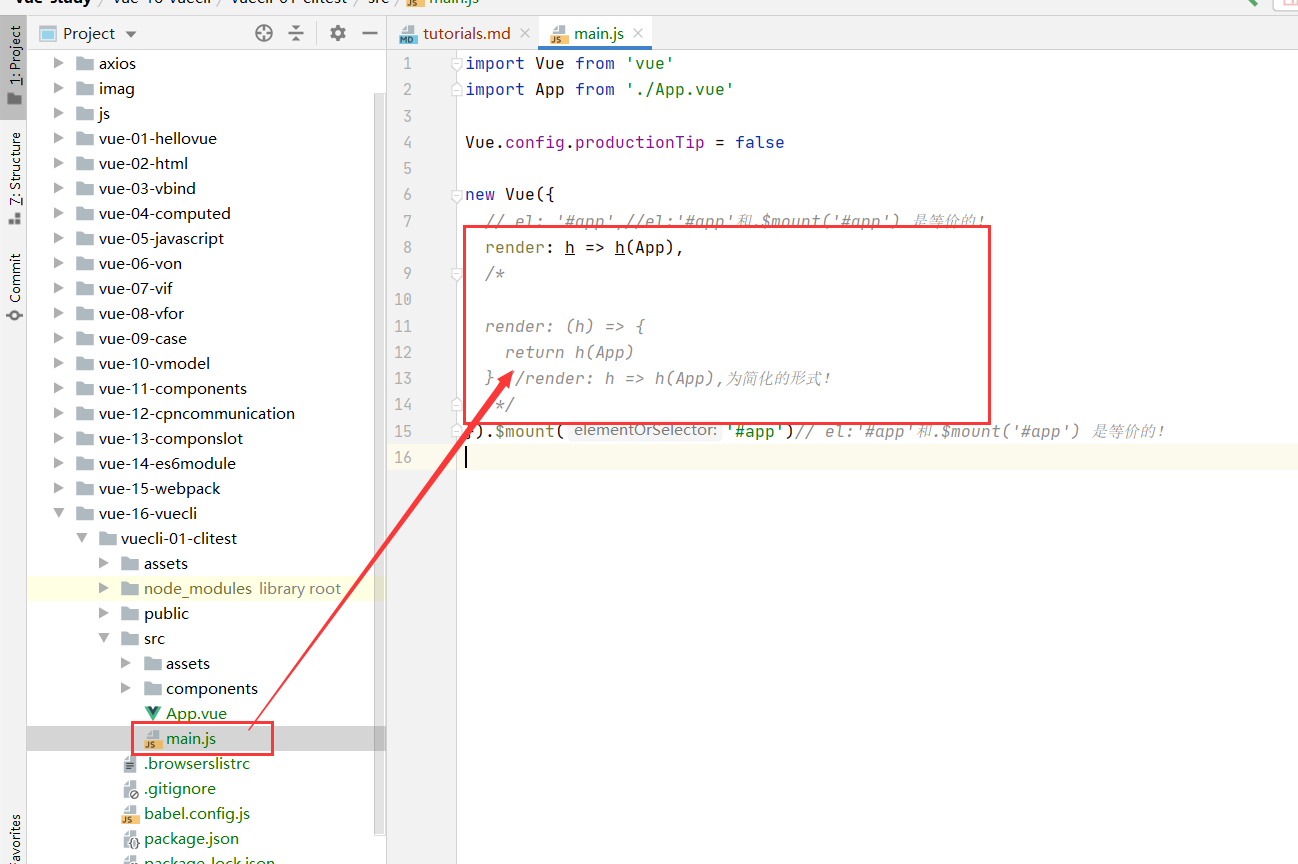 vue-study vue-16-vuecli vuecli-01-clitest src main.js
1: Project
7: Structure
Commit
Favorites
Project
axios
imag
js
vue-01-hellovue
vue-02-html
vue-03-vbind
vue-04-computed
vue-05-javascript
vue-06-von
vue-07-vif
vue-08-vfor
vue-09-case
vue-10-vmodel
vue-11-components
vue-12-cpncommunication
vue-13-componslot
vue-14-es6module
vue-15-webpack
vue-16-vuecli
vuecli-01-clitest
assets
node_modules library root
public
src
assets
components
App.vue
main.js
.browserslistrc
.gitignore
babel.config.js
package.json
package-lock.json
tutorials.md main.js
1 import Vue from 'vue'
2 import App from './App.vue'
3
4 Vue.config.productionTip = false
5
6 new Vue({
7 // el: '#app',//el:'#app'和.$mount('#app') 是等价的!
8 render: h => h(App),
9 /*
10
11 render: (h) => {
12 return h(App)
13 } //render: h => h(App),为简化的形式!
14 */
15 }).$mount( elementOrSelector: '#app')// el:'#app'和.$mount('#app') 是等价的!
16